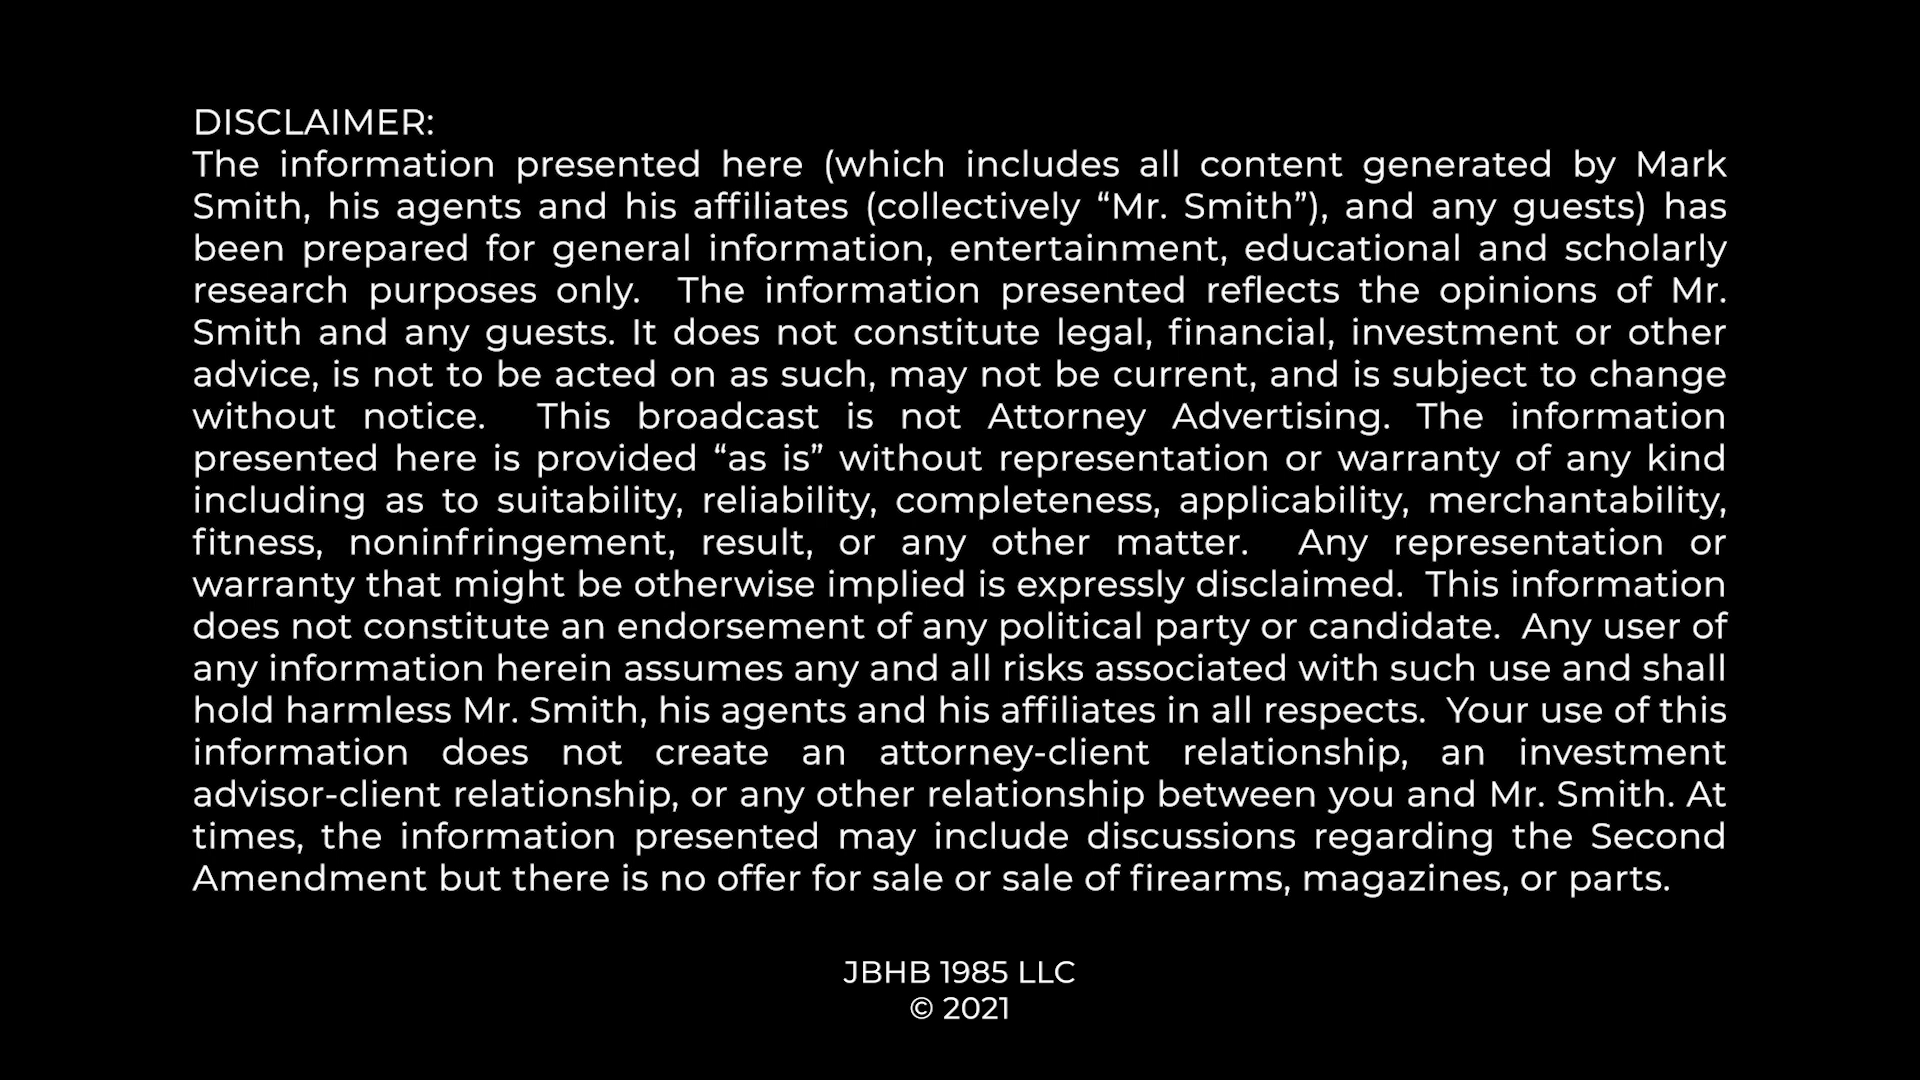 DISCLAIMER:
The information presented here (which includes all content generated by Mark
Smith, his agents and his affiliates (collectively “Mr. Smith”), and any guests) has
been prepared for general information, entertainment, educational and scholarly
research purposes only.  The information presented reflects the opinions of Mr.
Smith and any guests. It does not constitute legal, financial, investment or other
advice, is not to be acted on as such, may not be current, and is subject to change
without notice.  This broadcast is not Attorney Advertising. The information
presented here is provided “as is” without representation or warranty of any kind
including as to suitability, reliability, completeness, applicability, merchantability,
fitness, noninfringement, result, or any other matter.  Any representation or
warranty that might be otherwise implied is expressly disclaimed.  This information
does not constitute an endorsement of any political party or candidate.  Any user of
any information herein assumes any and all risks associated with such use and shall
hold harmless Mr. Smith, his agents and his affiliates in all respects.  Your use of this
information does not create an attorney-client relationship, an investment
advisor-client relationship, or any other relationship between you and Mr. Smith. At
times, the information presented may include discussions regarding the Second
Amendment but there is no offer for sale or sale of firearms, magazines, or parts.
JBHB 1985 LLC
© 2021